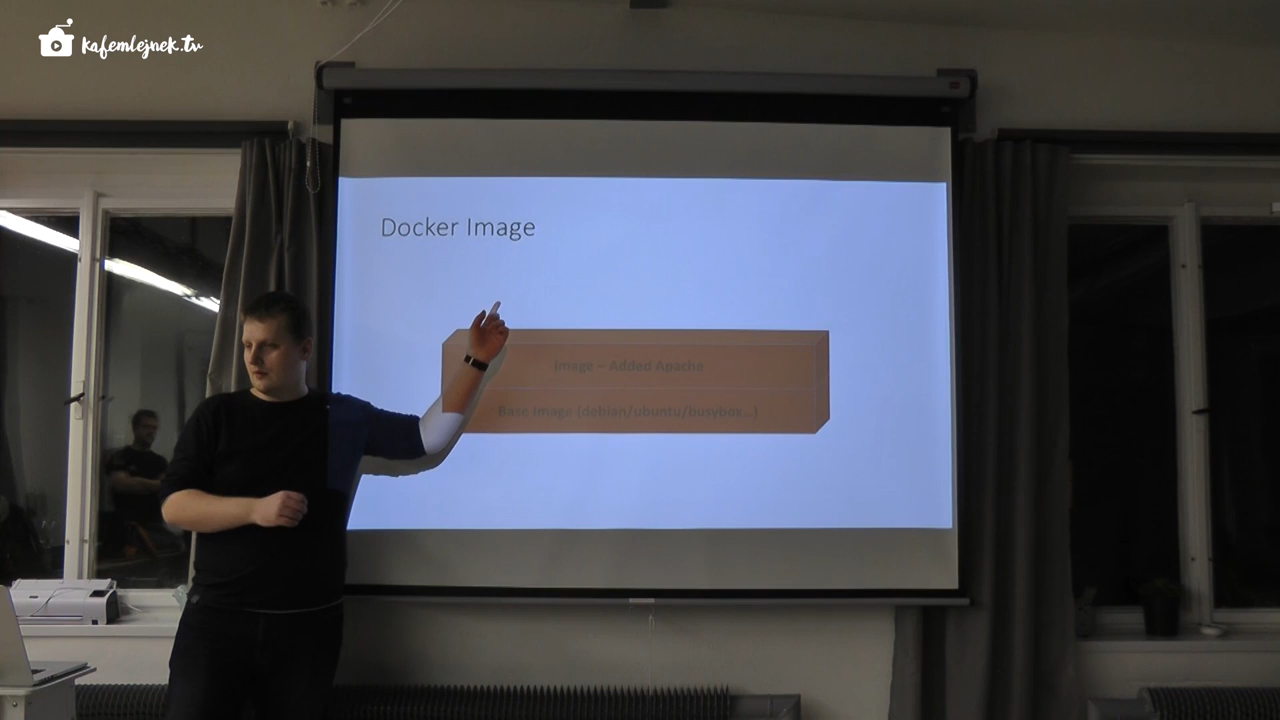 kafemlejnek.tv
Docker Image
Image – Added Apache
Base Image (debian/ubuntu/busybox…)